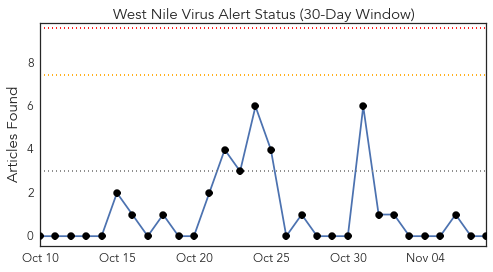 West Nile Virus Alert Status (30-Day Window)
Articles Found
8
6
4
2
0
Oct 10 Oct 15 Oct 20 Oct 25 Oct 30 Nov 04